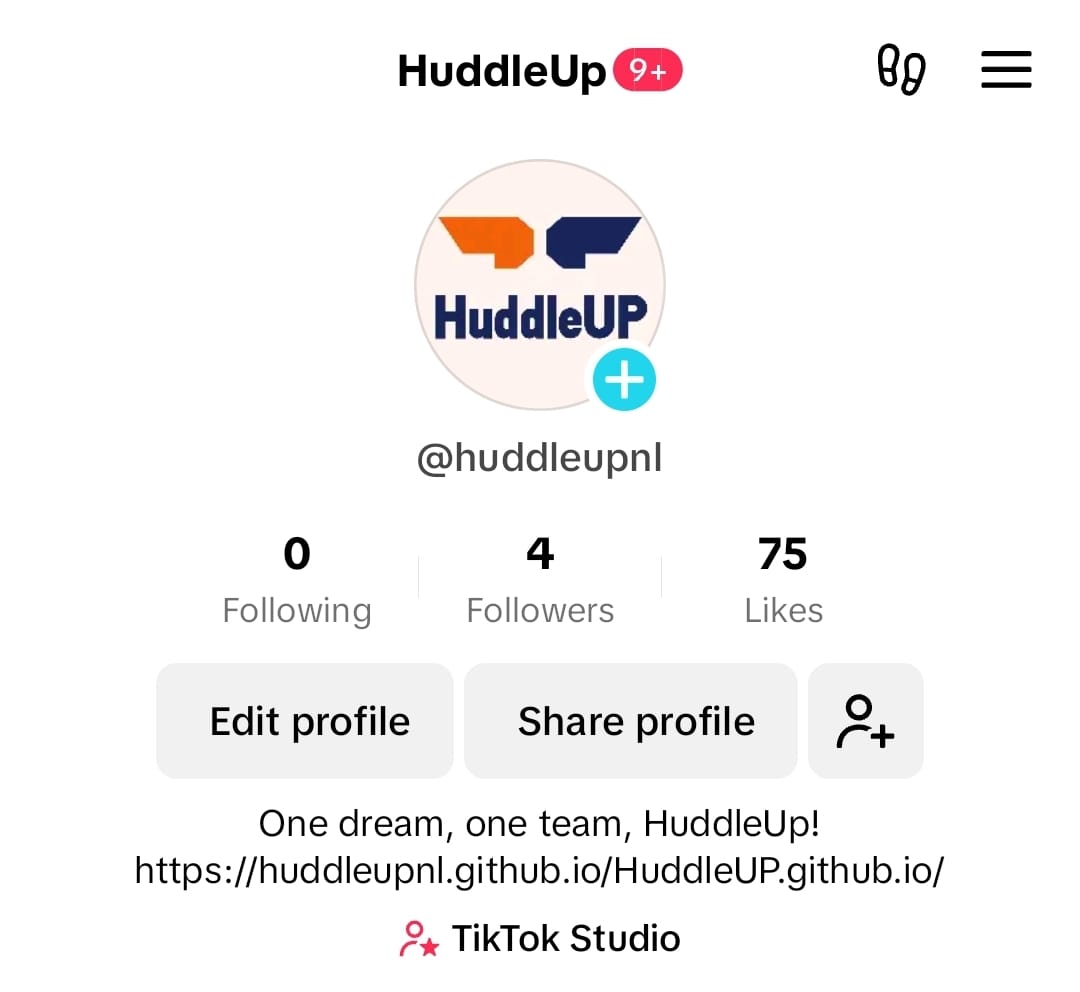 HuddleUp 9+
HuddleUP
@huddleupnl
0 4 75
Following Followers Likes
Edit profile Share profile
One dream, one team, HuddleUp!
https://huddleupnl.github.io/HuddleUP.github.io/
TikTok Studio